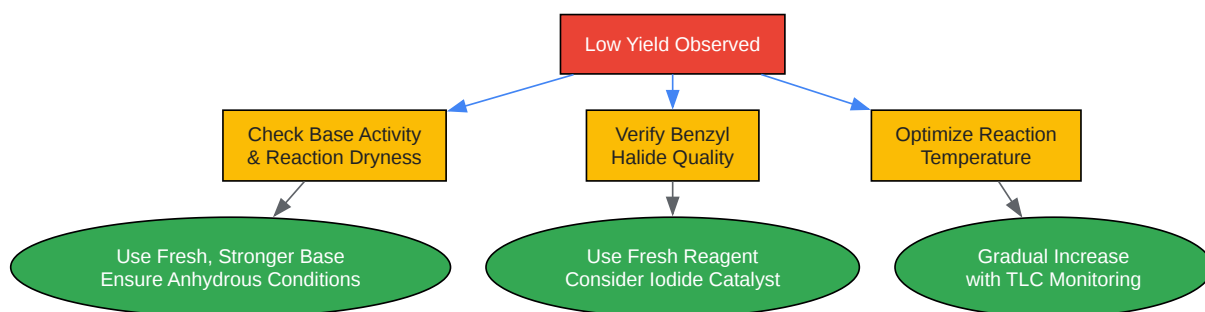 Low Yield Observed
Check Base Activity
& Reaction Dryness
Verify Benzyl
Halide Quality
Optimize Reaction
Temperature
Use Fresh, Stronger Base
Ensure Anhydrous Conditions
Use Fresh Reagent
Consider Iodide Catalyst
Gradual Increase
with TLC Monitoring